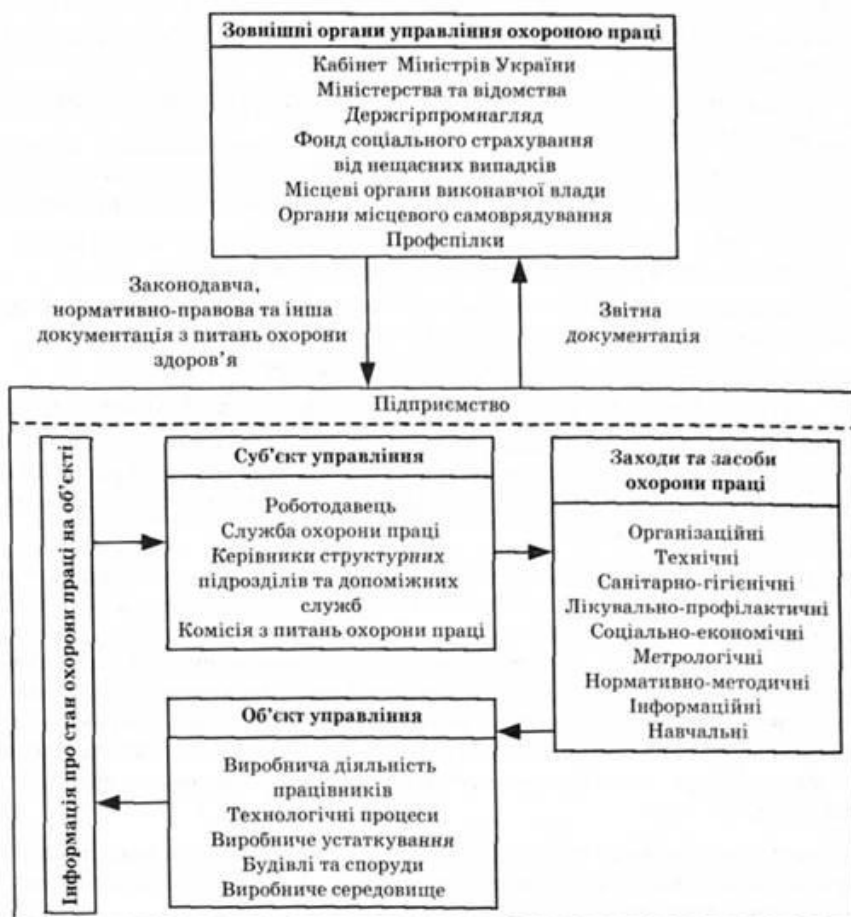 Зовнішні органи управління охороною праці
Кабінет Міністрів України
Міністерства та відомства
Держгірпромнагляд
Фонд соціального страхування
від нещасних випадків
Місцеві органи виконавчої влади
Органи місцевого самоврядування
Профспілки
Законодавча,
нормативно-правова та інша
документація з питань охорони
здоров’я
Звітна
документація
Підприємство
Інформація про стан охорони праці на об’єкті
Суб’єкт управління
Роботодавець
Служба охорони праці
Керівники структурних
підрозділів та допоміжних
служб
Комісія з питань охорони праці
Заходи та засоби
охорони праці
Організаційні
Технічні
Санітарно-гігієнічні
Лікувально-профілактичні
Соціально-економічні
Метрологічні
Нормативно-методичні
Інформаційні
Навчальні
Об’єкт управління
Виробнича діяльність
працівників
Технологічні процеси
Виробниче устаткування
Будівлі та споруди
Виробниче середовище